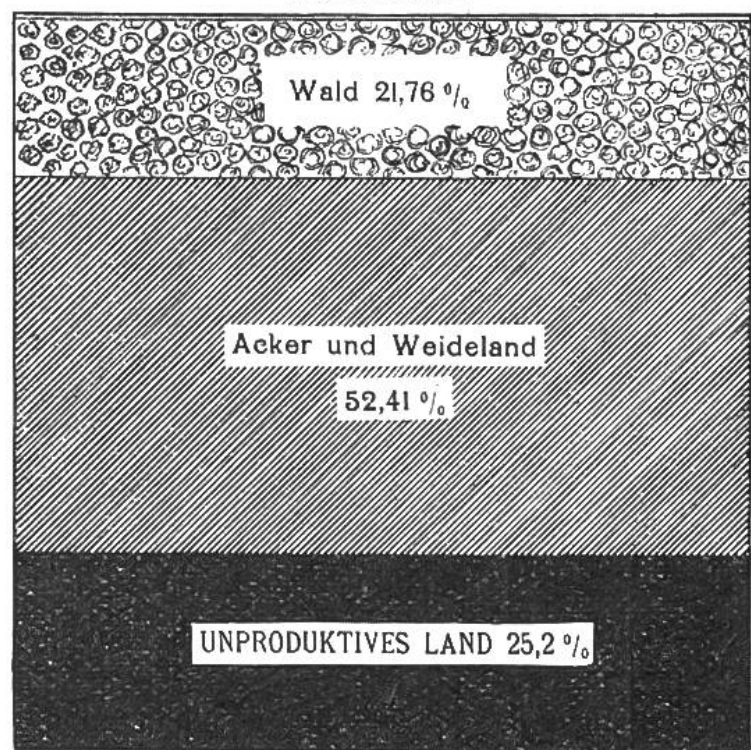 Wald 21,76 %
Acker und Weideland
52,41 %
UNPRODUKTIVES LAND 25,2 %